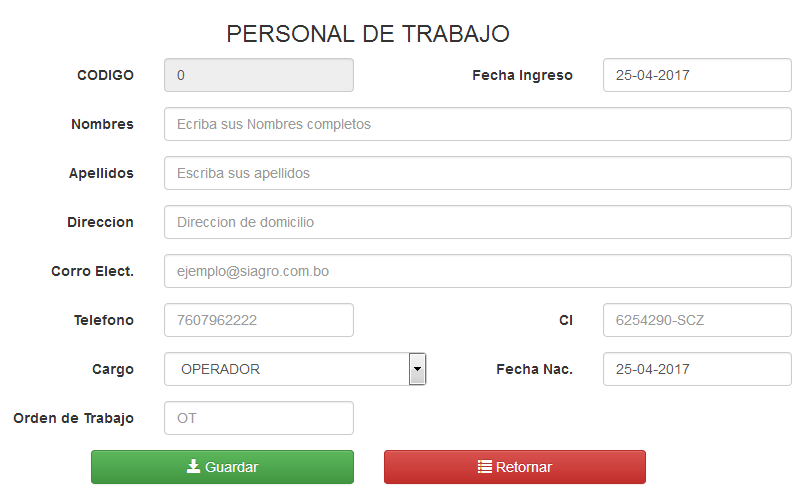 PERSONAL DE TRABAJO
CODIGO 0 Fecha Ingreso 25-04-2017
Nombres Ecriba sus Nombres completos
Apellidos Escriba sus apellidos
Direccion Direccion de domicilio
Corro Elect. ejemplo@siagro.com.bo
Telefono 7607962222 CI 6254290-SCZ
Cargo OPERADOR Fecha Nac. 25-04-2017
Orden de Trabajo OT
Guardar Retornar